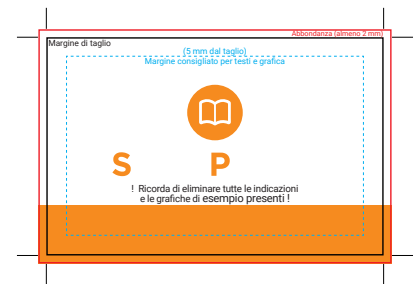 Abbondanza (almeno 2 mm)
Margine di taglio
(5 mm dal taglio)
Margine consigliato per testi e grafica
S P
! Ricorda di eliminare tutte le indicazioni
e le grafiche di esempio presenti !